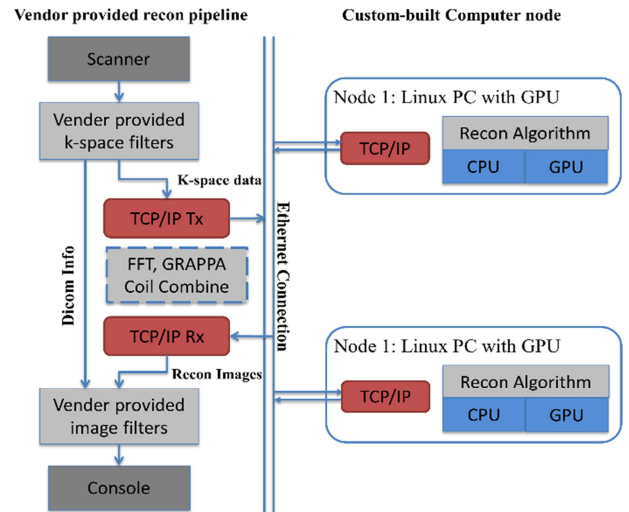 Vendor provided recon pipeline
Custom-built Computer node
Scanner
Vender provided
k-space filters
K-space data
TCP/IP Tx
FFT, GRAPPA
Coil Combine
TCP/IP Rx
Recon Images
Dicom Info
Vender provided
image filters
Console
Ethernet Connection
Node 1: Linux PC with GPU
TCP/IP
Recon Algorithm
CPU
GPU
Node 1: Linux PC with GPU
TCP/IP
Recon Algorithm
CPU
GPU